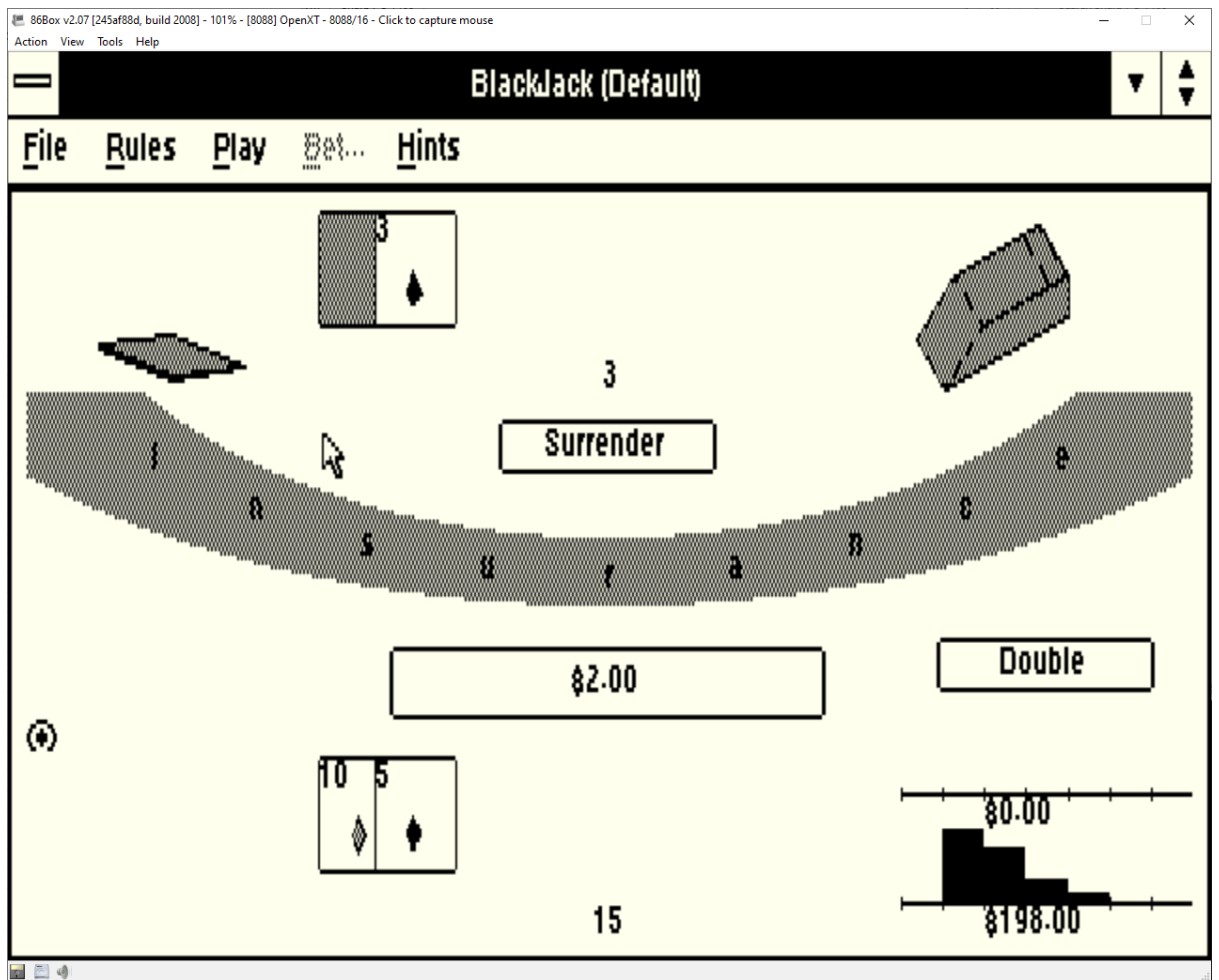 86Box v2.07 [245af88d, build 2008] - 101% - [8088] OpenXT - 8088/16 - Click to capture mouse
Action View Tools Help
BlackJack (Default)
File Rules Play Bet... Hints
3
3
Surrender
Insurance
$2.00
Double
10 5
$0.00
15
$198.00